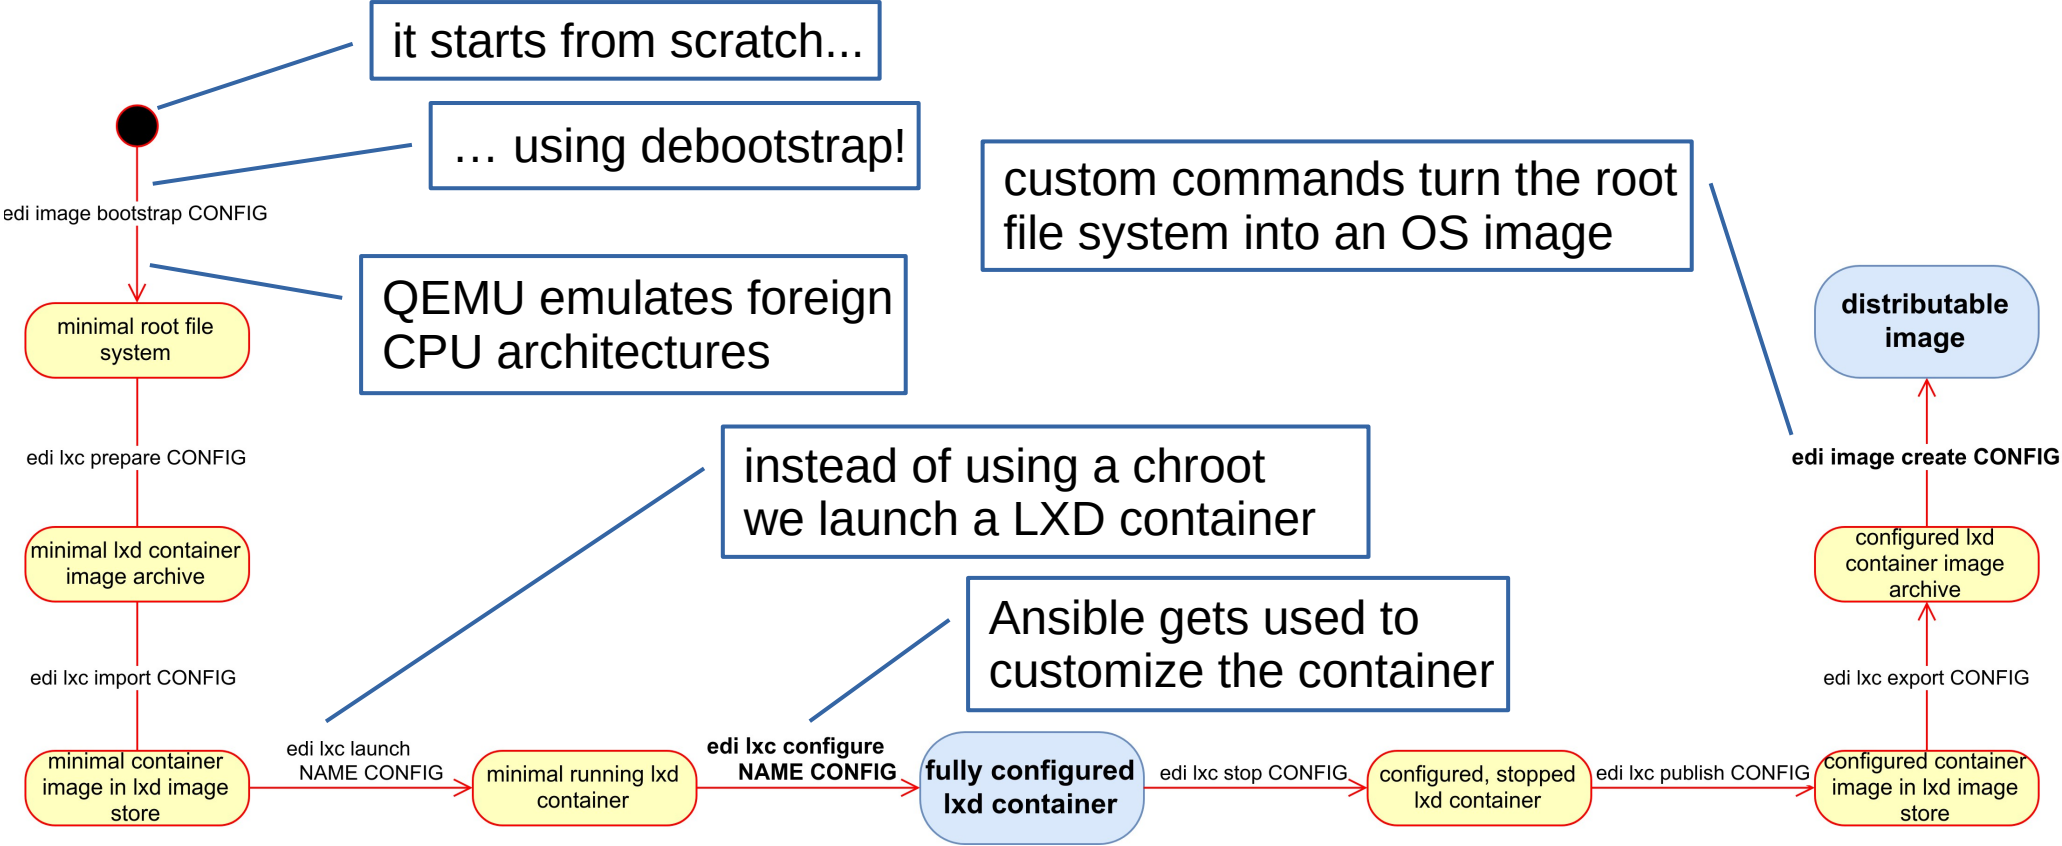 it starts from scratch...
… using debootstrap!
edi image bootstrap CONFIG
QEMU emulates foreign
CPU architectures
minimal root file
system
edi lxc prepare CONFIG
minimal lxd container
image archive
edi lxc import CONFIG
minimal container
image in lxd image
store
instead of using a chroot
we launch a LXD container
edi lxc launch
NAME CONFIG
minimal running lxd
container
Ansible gets used to
customize the container
edi lxc configure
NAME CONFIG
fully configured
lxd container
edi lxc stop CONFIG
configured, stopped
lxd container
edi lxc publish CONFIG
configured container
image in lxd image
store
edi lxc export CONFIG
configured lxd
container image
archive
custom commands turn the root
file system into an OS image
edi image create CONFIG
distributable
image